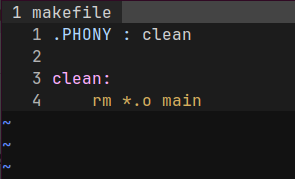 1 makefile
1 .PHONY : clean
2
3 clean:
4     rm *.o main
~
~
~